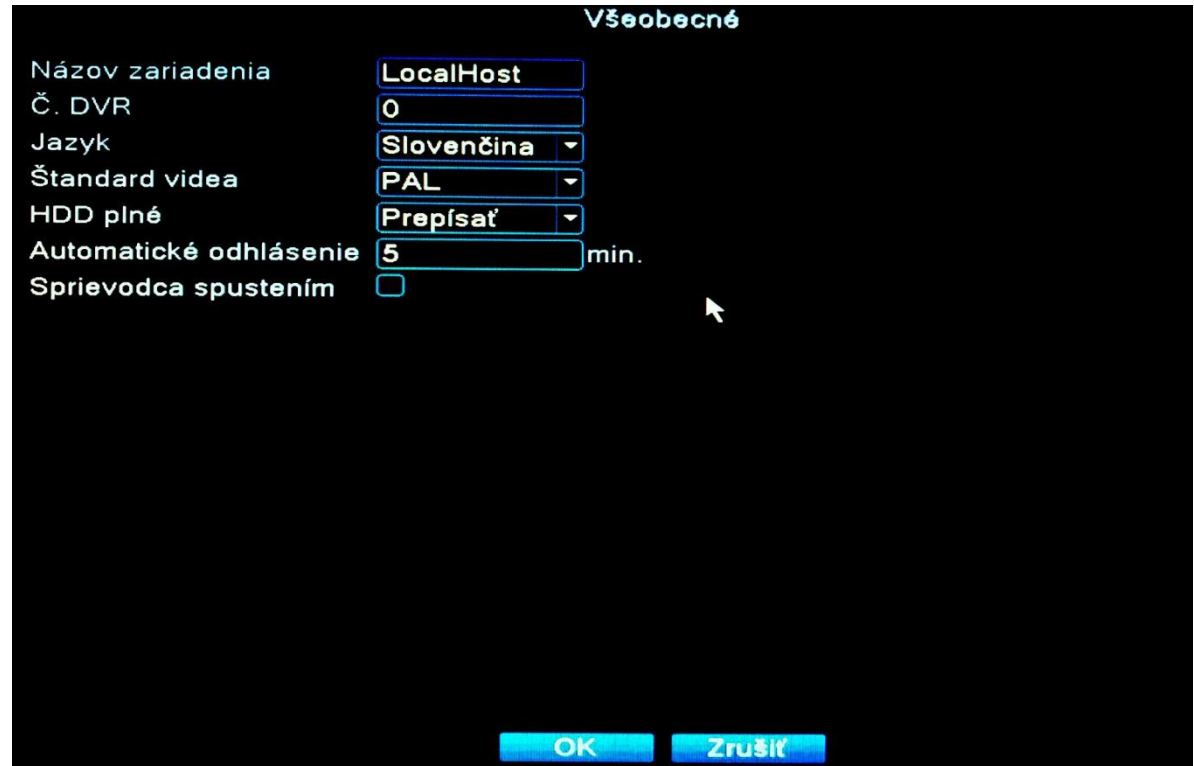 Všeobecné
Názov zariadenia LocalHost
Č. DVR 0
Jazyk Slovenčina
Štandard videa PAL
HDD plné Prepísať
Automatické odhlásenie 5 min.
Sprievodca spustením
OK Zrušiť